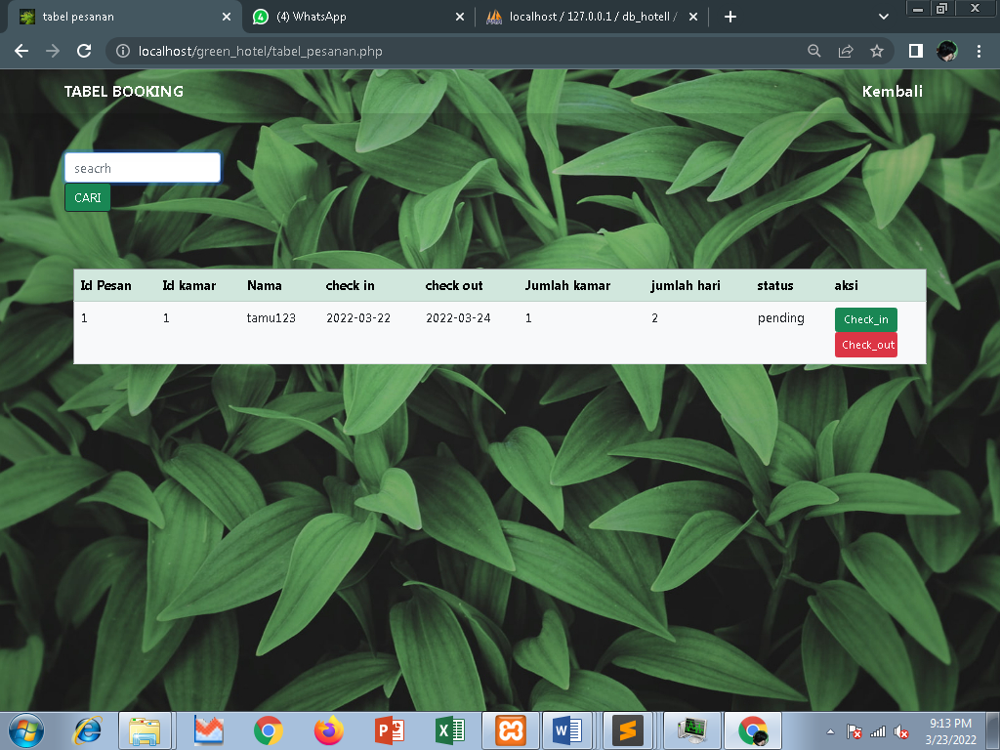 tabel pesanan
(4) WhatsApp
localhost / 127.0.0.1 / db_hotell /
localhost/green_hotel/tabel_pesanan.php
TABEL BOOKING
Kembali
seacrh
CARI
Id Pesan Id kamar Nama check in check out Jumlah kamar jumlah hari status aksi
1 1 tamu123 2022-03-22 2022-03-24 1 2 pending Check_in
Check_out
9:13 PM
3/23/2022